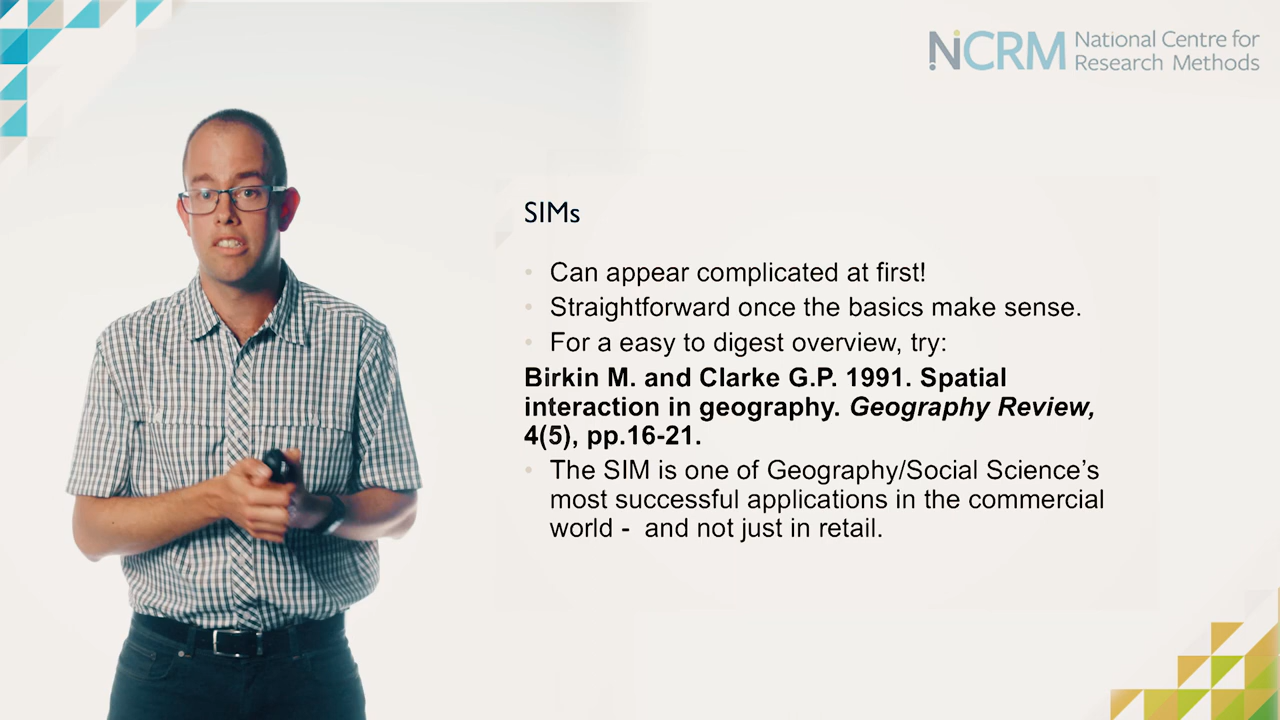 NCRM National Centre for
Research Methods
SIMs
• Can appear complicated at first!
• Straightforward once the basics make sense.
• For a easy to digest overview, try:
Birkin M. and Clarke G.P. 1991. Spatial
interaction in geography. Geography Review,
4(5), pp.16-21.
• The SIM is one of Geography/Social Science’s
most successful applications in the commercial
world - and not just in retail.